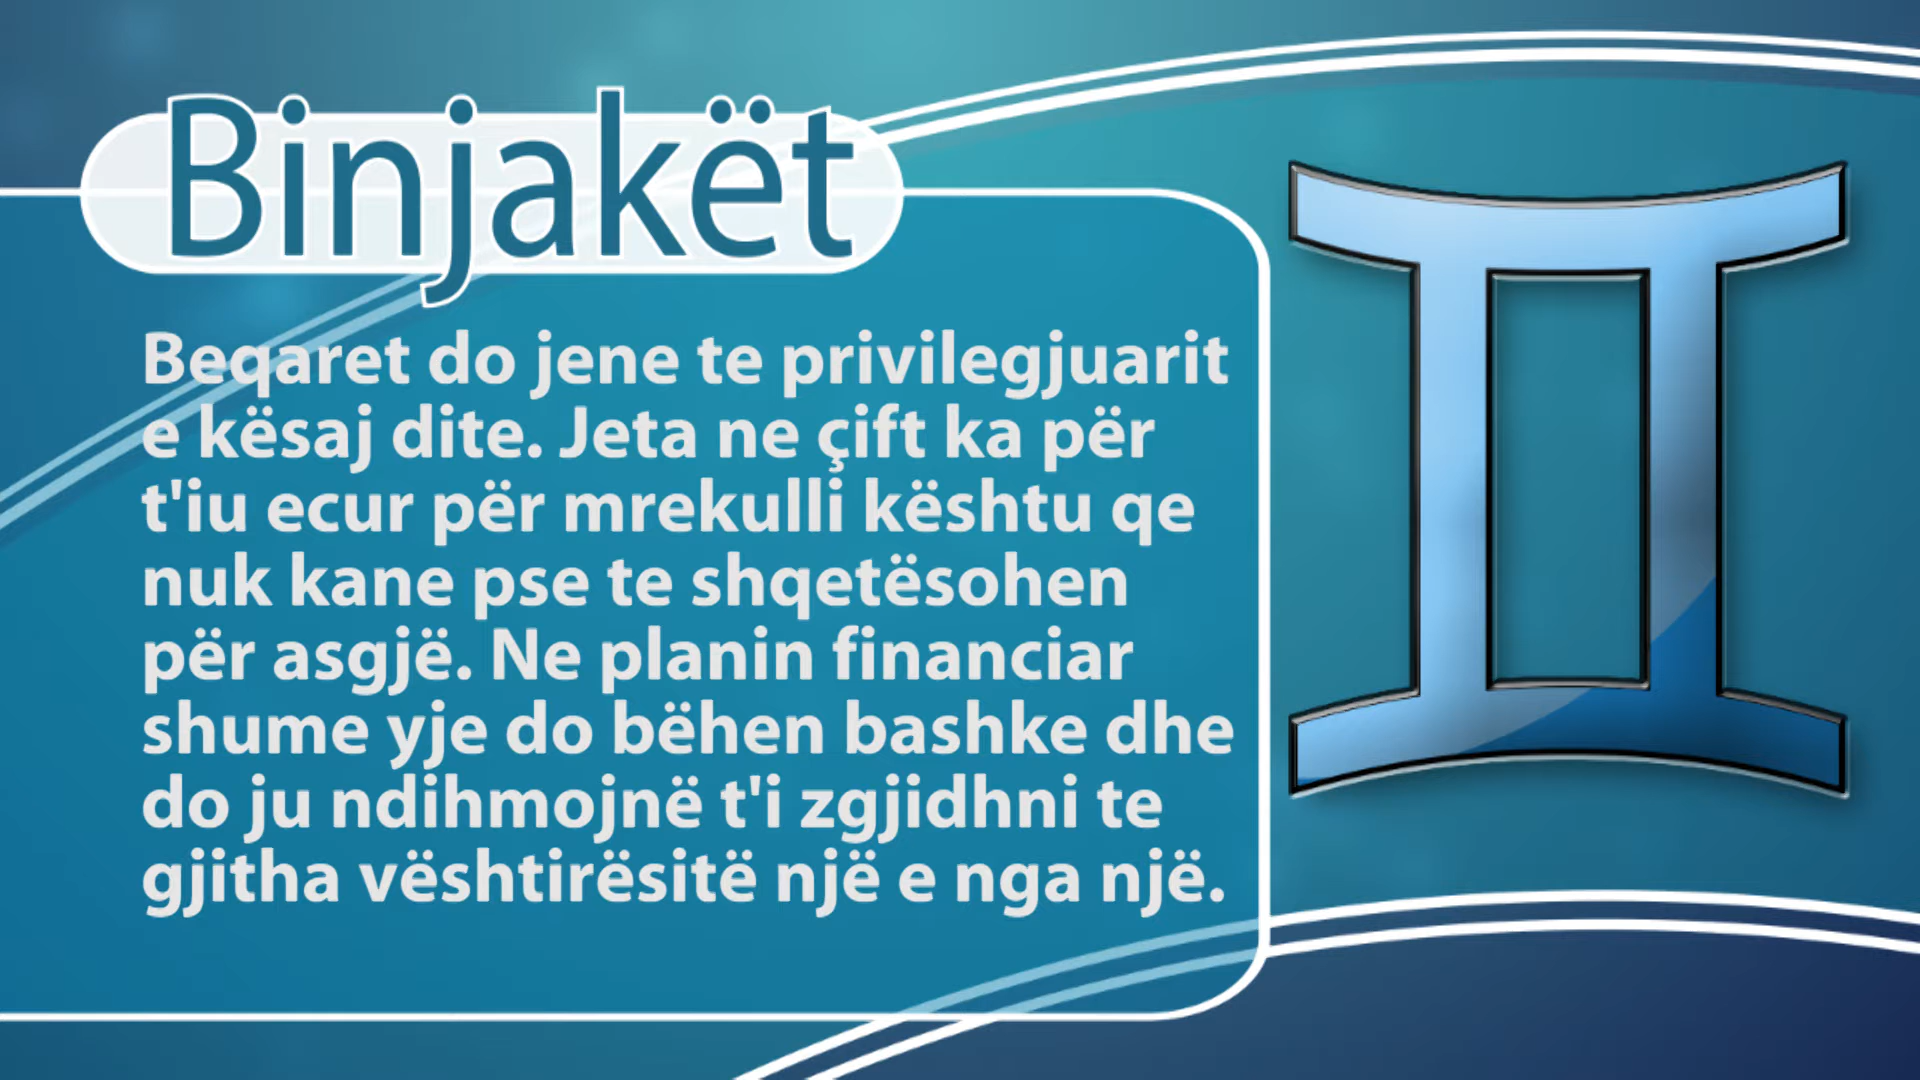 Binjakët
Beqaret do jene te privilegjuarit
e kësaj dite. Jeta ne çift ka për
t'iu ecur për mrekulli kështu qe
nuk kane pse te shqetësohen
për asgjë. Ne planin financiar
shume yje do bëhen bashke dhe
do ju ndihmojnë t'i zgjidhni te
gjitha vështirësitë një e nga një.